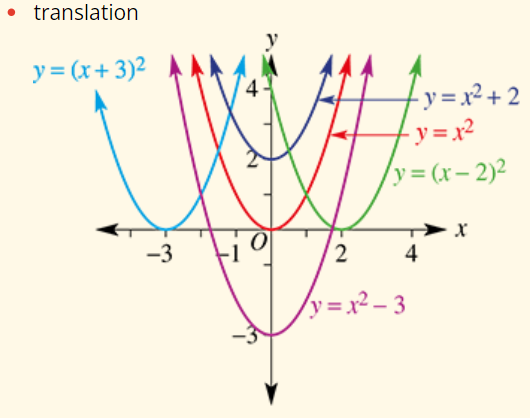 • translation
y
y = (x + 3)²
4
y = x² + 2
y = x²
2
y = (x – 2)²
O
x
–3
–1
2
4
y = x² – 3
–3